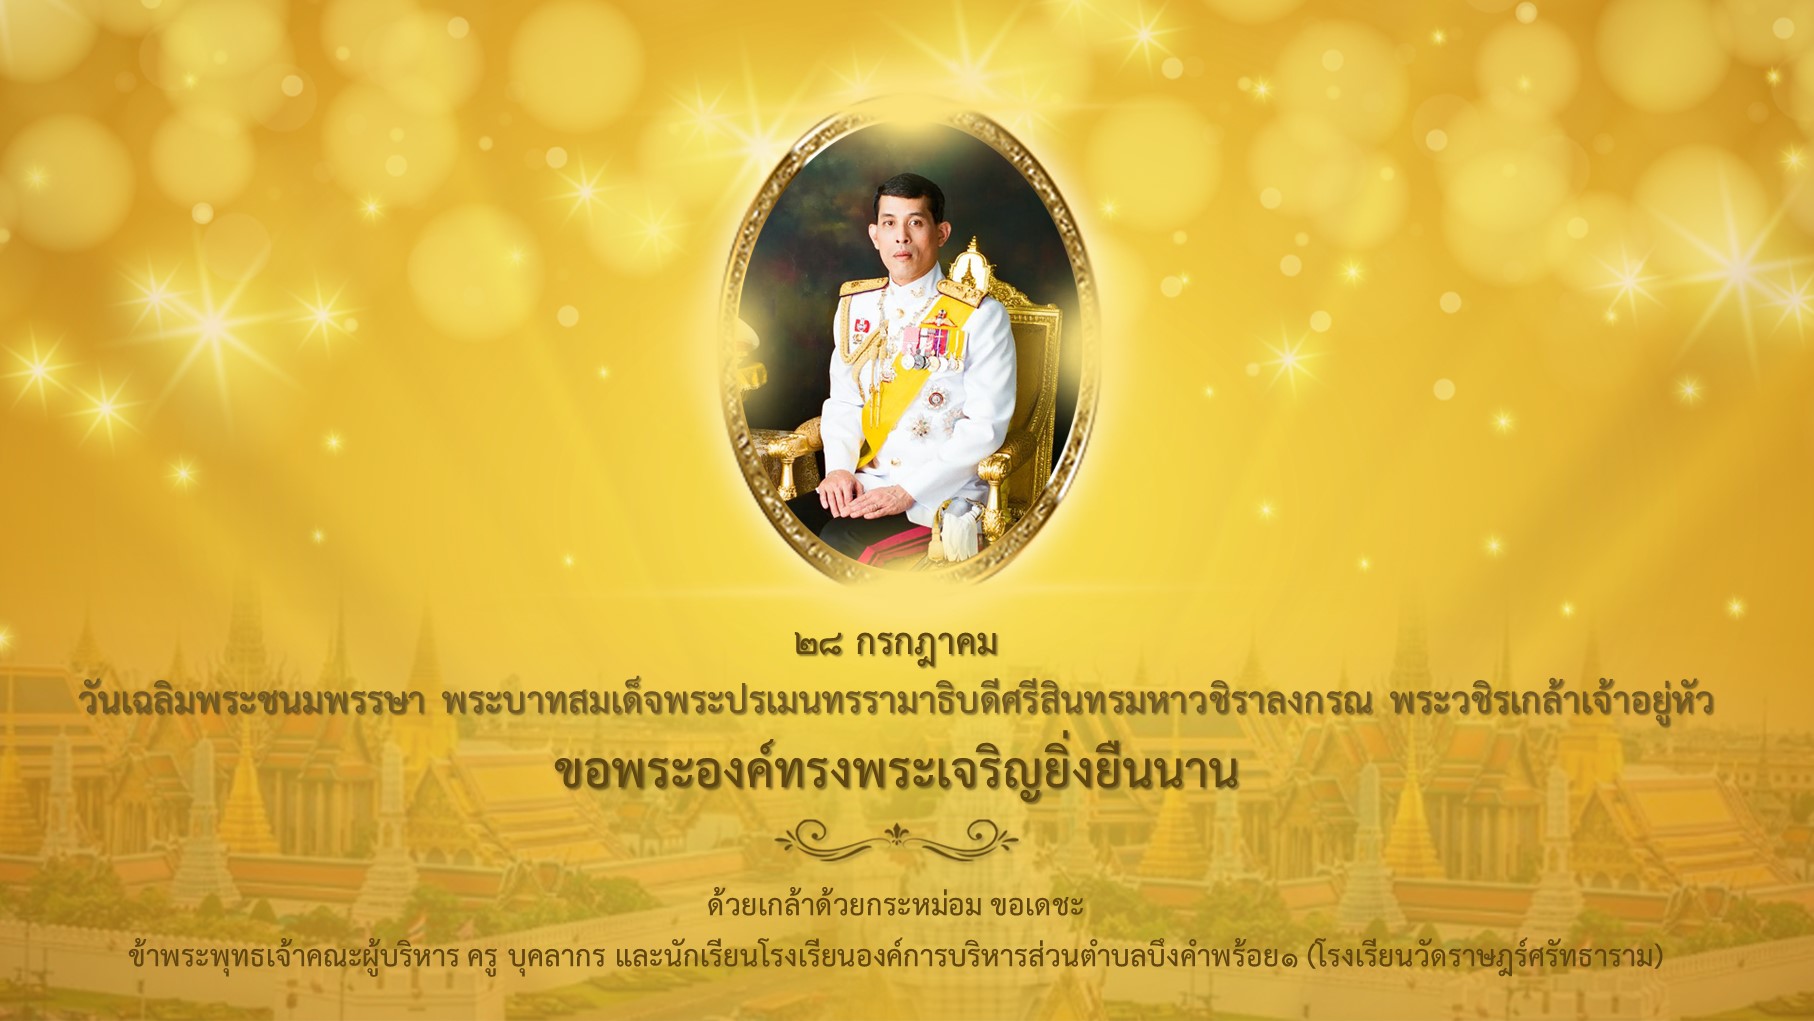 ๒๘ กรกฎาคม
วันเฉลิมพระชนมพรรษา พระบาทสมเด็จพระปรเมนทรรามาธิบดีศรีสินทรมหาวชิราลงกรณ พระวชิรเกล้าเจ้าอยู่หัว
ขอพระองค์ทรงพระเจริญยิ่งยืนนาน
ด้วยเกล้าด้วยกระหม่อม ขอเดชะ
ข้าพระพุทธเจ้าคณะผู้บริหาร ครู บุคลากร และนักเรียนโรงเรียนองค์การบริหารส่วนตำบลบึงคำพร้อย๑ (โรงเรียนวัดราษฎร์ศรัทธาราม)